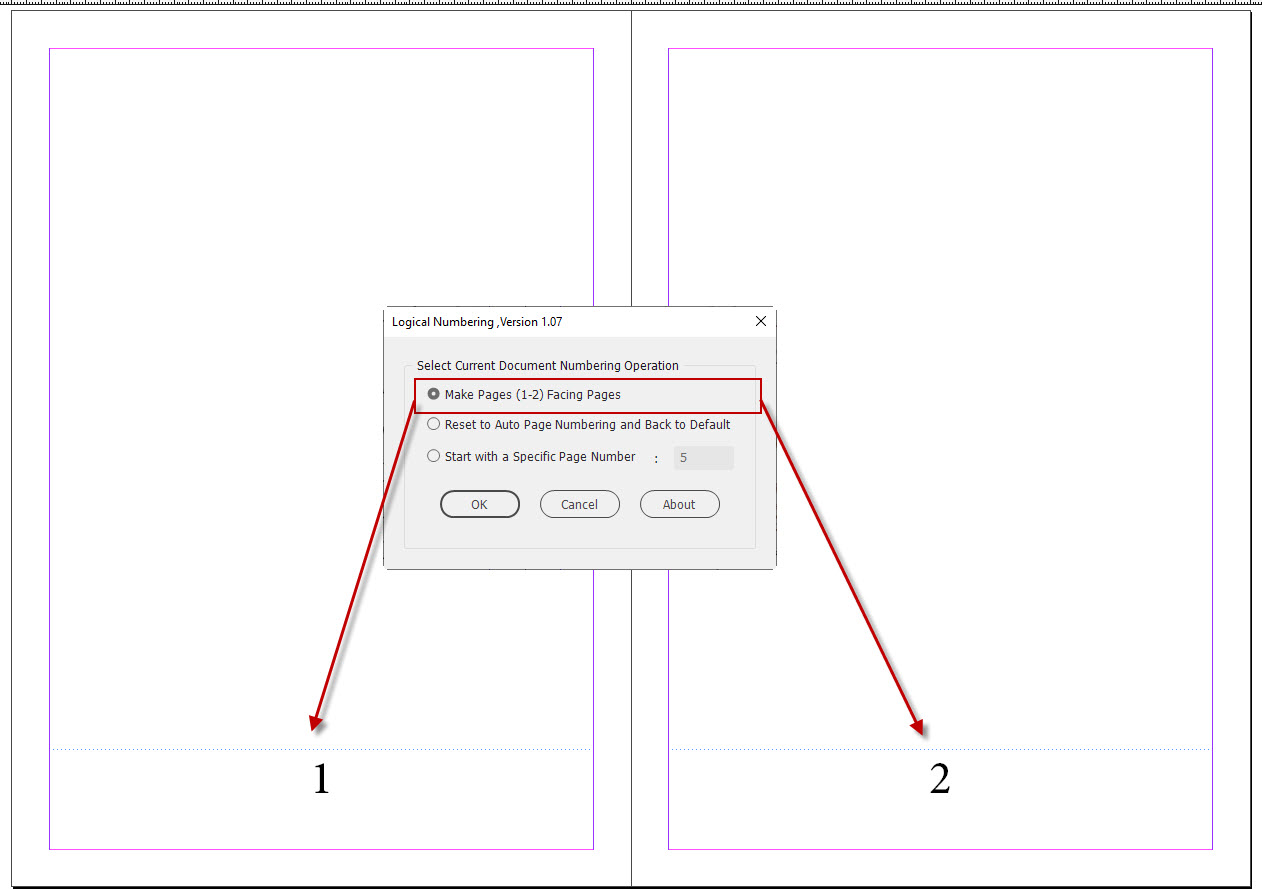 Logical Numbering ,Version 1.07
Select Current Document Numbering Operation
Make Pages (1-2) Facing Pages
Reset to Auto Page Numbering and Back to Default
Start with a Specific Page Number : 5
OK Cancel About
1 2